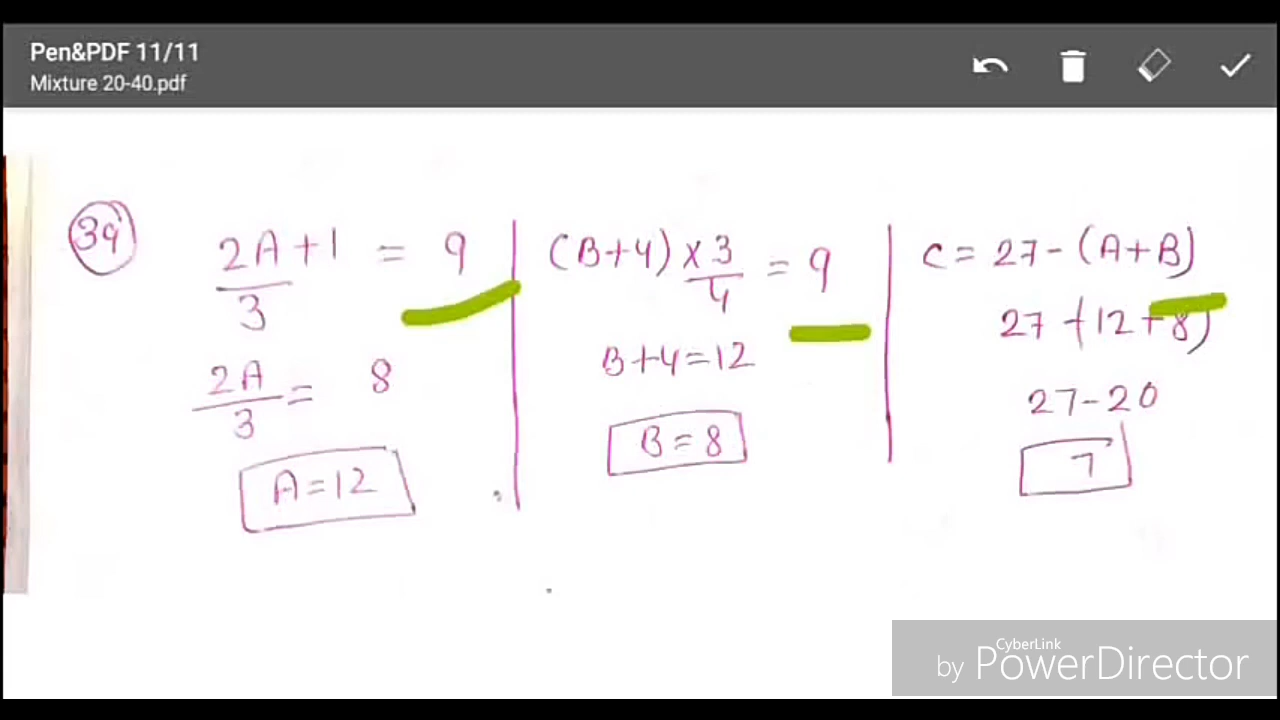 Pen&PDF 11/11
Mixture 20-40.pdf
39
2A/3 + 1 = 9
2A/3 = 8
A = 12
(B+4) × 3/4 = 9
B+4 = 12
B = 8
C = 27 - (A+B)
27 - (12+8)
27 - 20
7
CyberLink
by PowerDirector